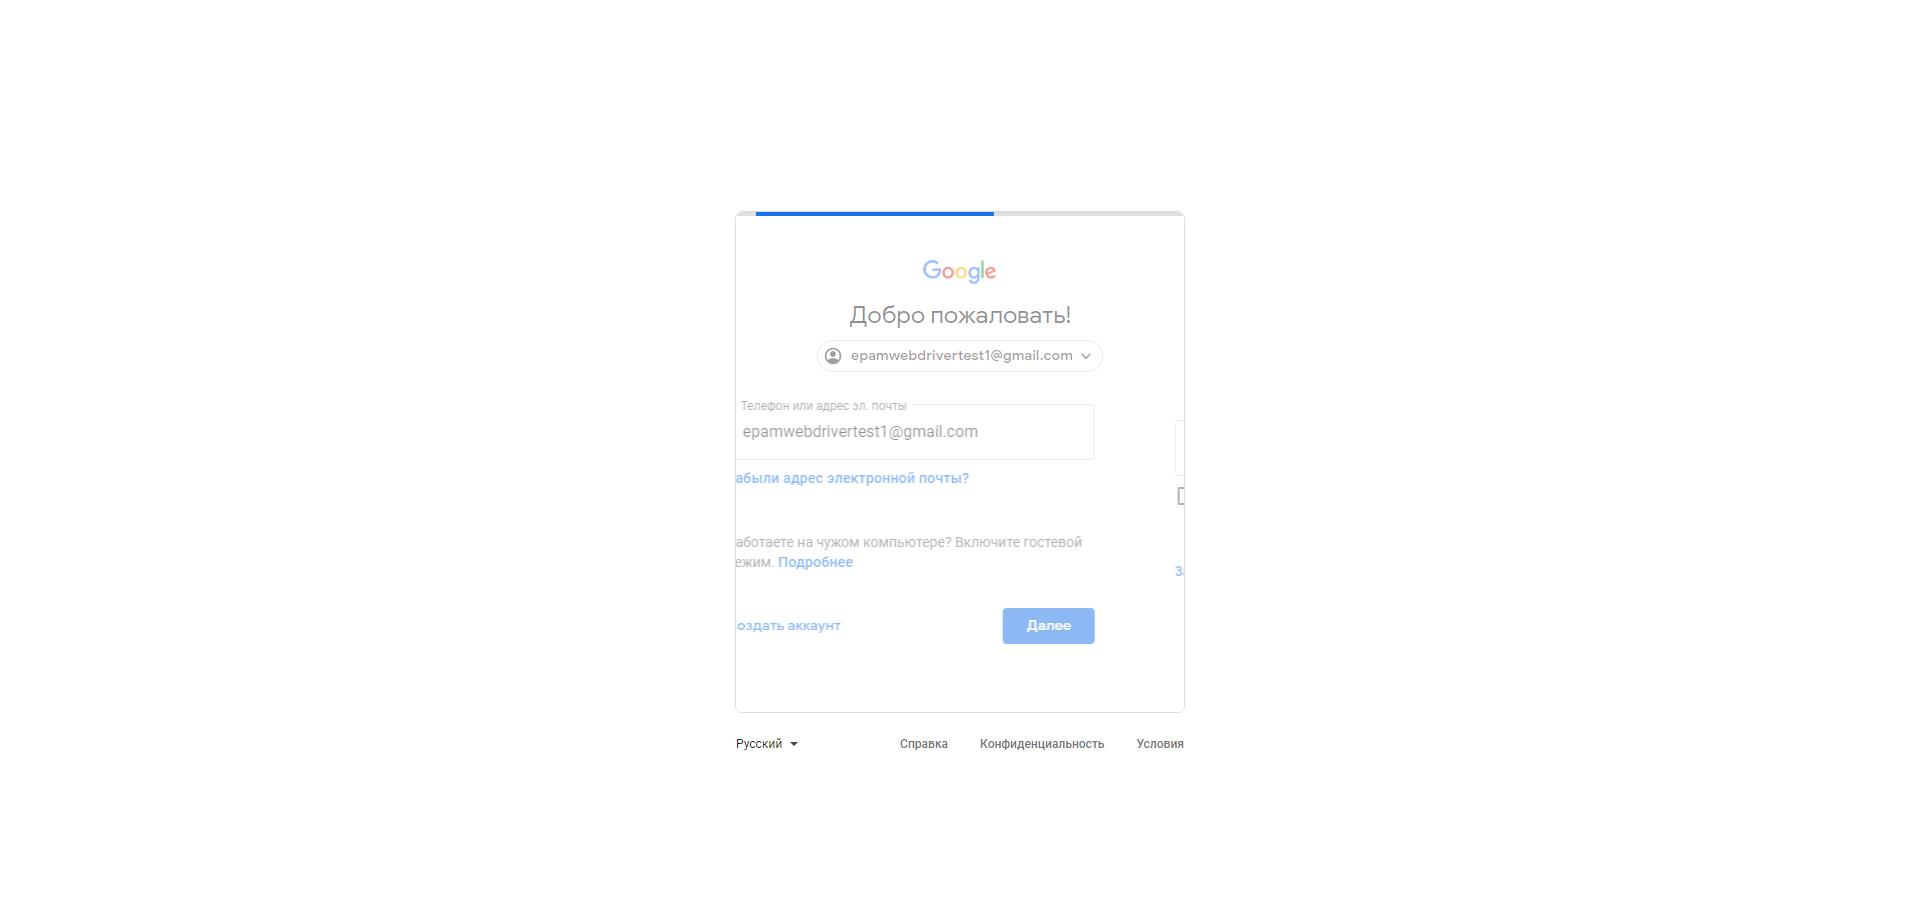 Google
Добро пожаловать!
epamwebdrivertest1@gmail.com
Телефон или адрес эл. почты
epamwebdrivertest1@gmail.com
абыли адрес электронной почты?
аботаете на чужом компьютере? Включите гостевой
ежим. Подробнее
За
оздать аккаунт
Далее
Русский
Справка
Конфиденциальность
Условия